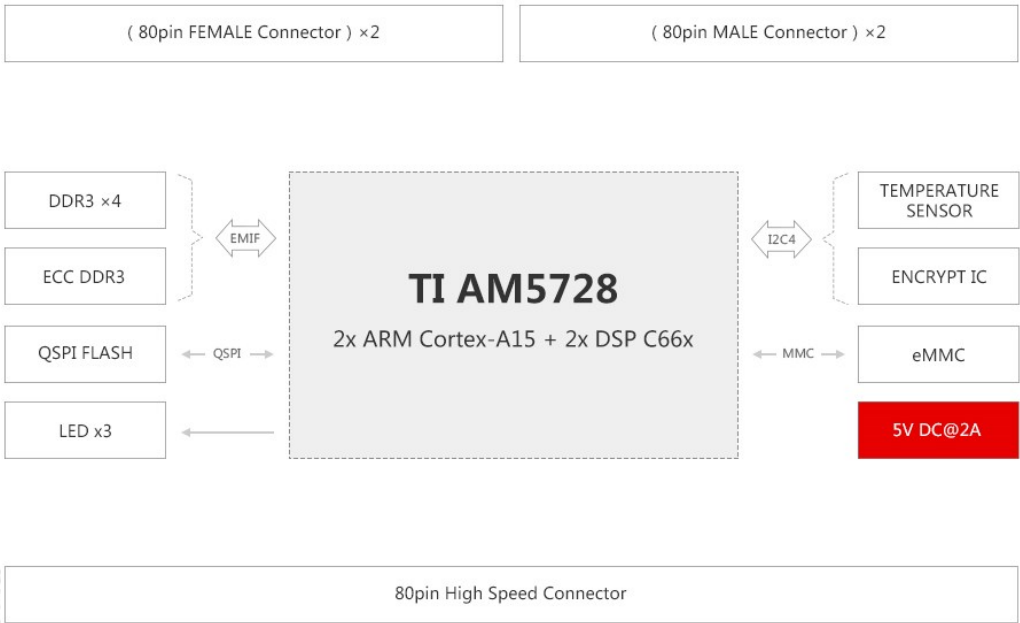 ( 80pin FEMALE Connector ) ×2
( 80pin MALE Connector ) ×2
DDR3 ×4
ECC DDR3
EMIF
QSPI FLASH
QSPI
LED x3
TI AM5728
2x ARM Cortex-A15 + 2x DSP C66x
I2C4
TEMPERATURE
SENSOR
ENCRYPT IC
MMC
eMMC
5V DC@2A
80pin High Speed Connector